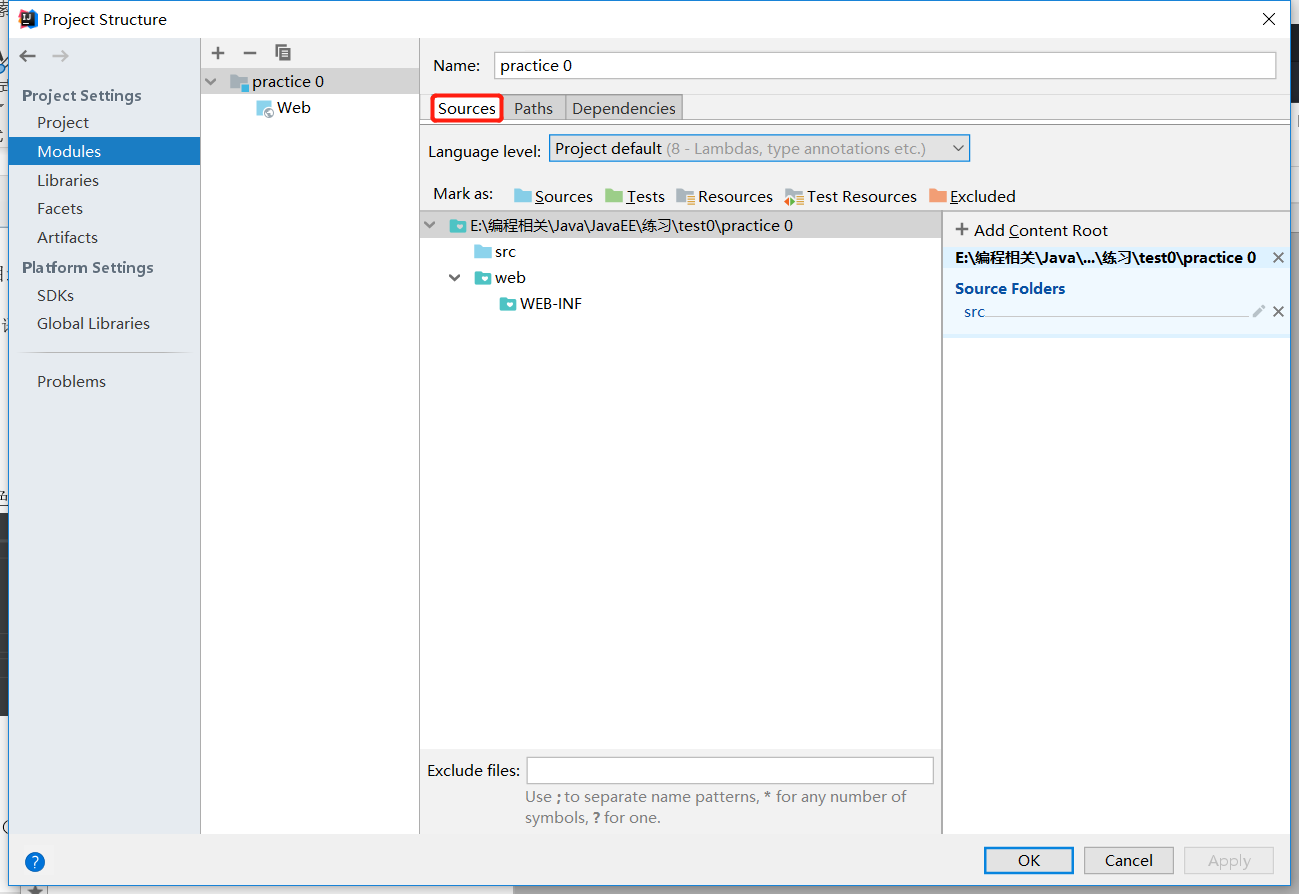 Project Structure
Project Settings
Project
Modules
Libraries
Facets
Artifacts
Platform Settings
SDKs
Global Libraries
Problems
practice 0
Web
Name: practice 0
Sources Paths Dependencies
Language level: Project default (8 - Lambdas, type annotations etc.)
Mark as: Sources Tests Resources Test Resources Excluded
E:\编程相关\Java\JavaEE\练习\test0\practice 0
src
web
WEB-INF
Add Content Root
E:\编程相关\Java\...\练习\test0\practice 0
Source Folders
src
Exclude files:
Use ; to separate name patterns, * for any number of
symbols, ? for one.
OK Cancel Apply